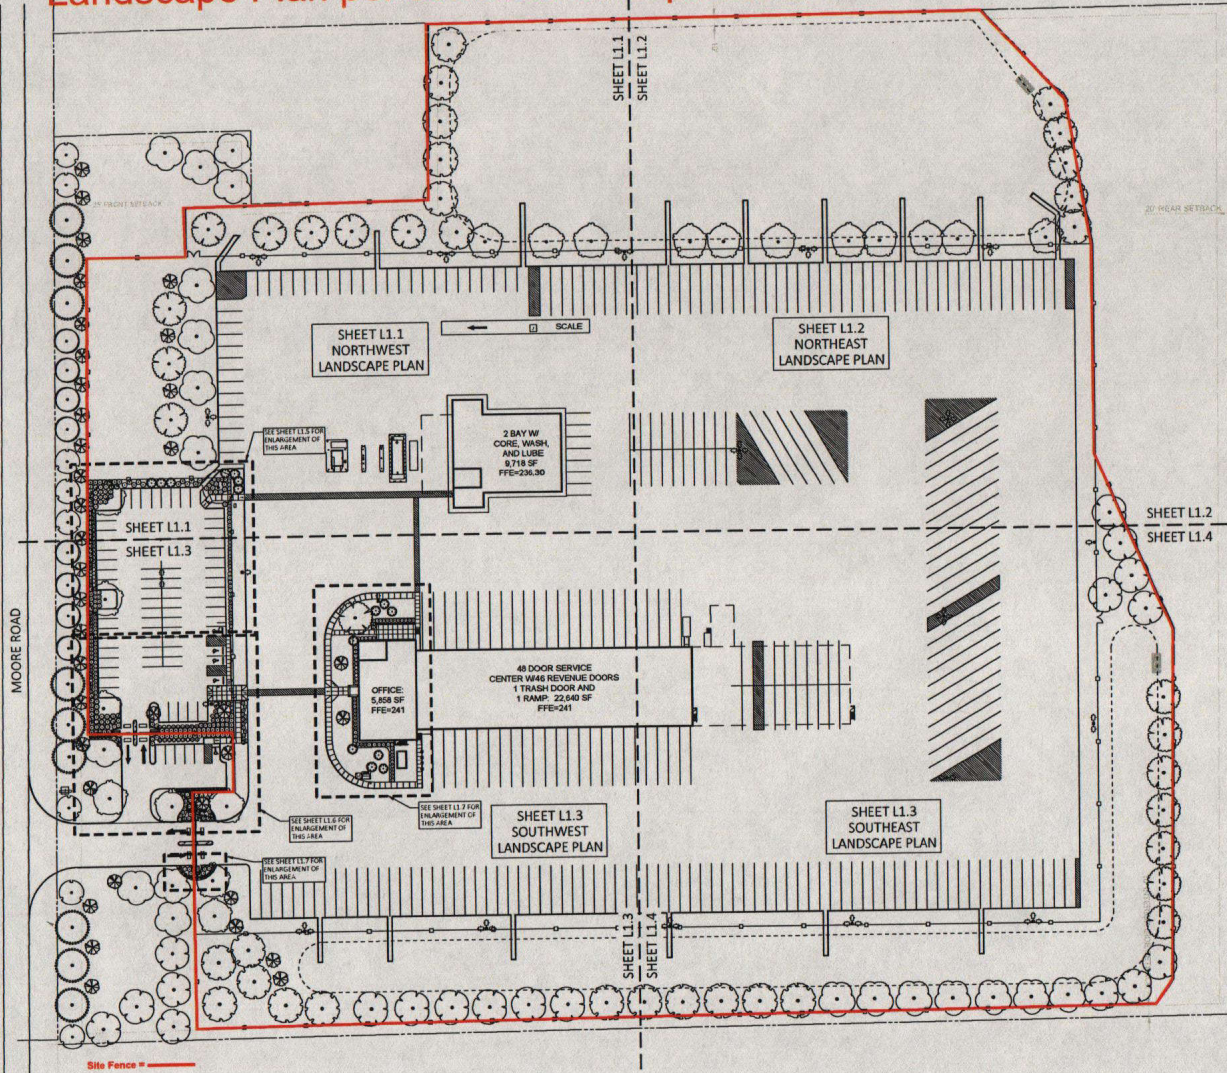 SHEET L1.1
SHEET L1.2
25' FRONT SETBACK
20' REAR SETBACK
SHEET L1.1
NORTHWEST
LANDSCAPE PLAN
SCALE
SHEET L1.2
NORTHEAST
LANDSCAPE PLAN
SEE SHEET L1.5 FOR
ENLARGEMENT OF
THIS AREA
2 BAY W/
CORE, WASH,
AND LUBE
9,718 SF
FFE=236.30
SHEET L1.1
SHEET L1.3
SHEET L1.2
SHEET L1.4
MOORE ROAD
OFFICE:
5,858 SF
FFE=241
48 DOOR SERVICE
CENTER W/46 REVENUE DOORS
1 TRASH DOOR AND
1 RAMP: 22,640 SF
FFE=241
SEE SHEET L1.6 FOR
ENLARGEMENT OF
THIS AREA
SEE SHEET L1.7 FOR
ENLARGEMENT OF
THIS AREA
SHEET L1.3
SOUTHWEST
LANDSCAPE PLAN
SHEET L1.3
SOUTHEAST
LANDSCAPE PLAN
SEE SHEET L1.7 FOR
ENLARGEMENT OF
THIS AREA
SHEET L1.3
SHEET L1.4
Site Fence =